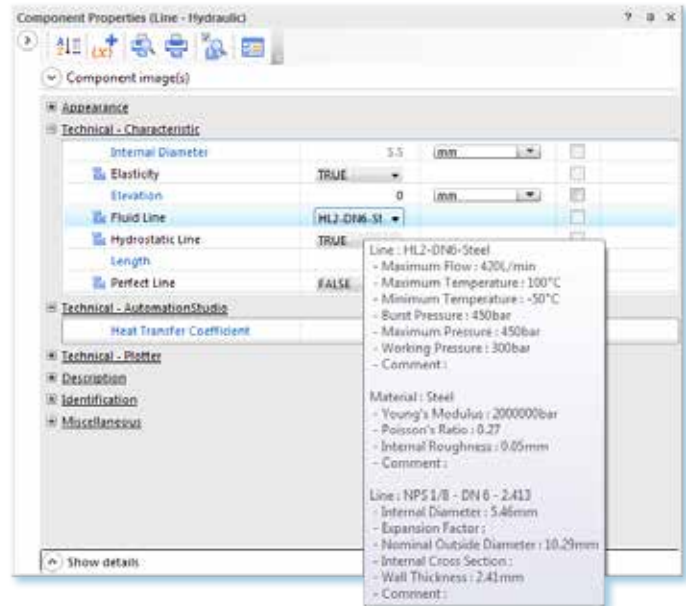 Component Properties (Line - Hydraulic)
Component image(s)
Appearance
Technical - Characteristic
Internal Diameter 5.5 mm
Elasticity TRUE
Elevation 0 mm
Fluid Line HL2-DN6-St
Hydrostatic Line TRUE
Length
Perfect Line FALSE
Technical - AutomationStudio
Heat Transfer Coefficient
Technical - Plotter
Description
Identification
Miscellaneous
Show details
Line : HL2-DN6-Steel
- Maximum Flow : 420L/min
- Maximum Temperature : 100°C
- Minimum Temperature : -50°C
- Burst Pressure : 450bar
- Maximum Pressure : 450bar
- Working Pressure : 300bar
- Comment :
Material : Steel
- Young's Modulus : 2000000bar
- Poisson's Ratio : 0.27
- Internal Roughness : 0.05mm
- Comment :
Line : NPS 1/8 - DN 6 - 2.413
- Internal Diameter : 5.46mm
- Expansion Factor :
- Nominal Outside Diameter : 10.29mm
- Internal Cross Section :
- Wall Thickness : 2.41mm
- Comment :